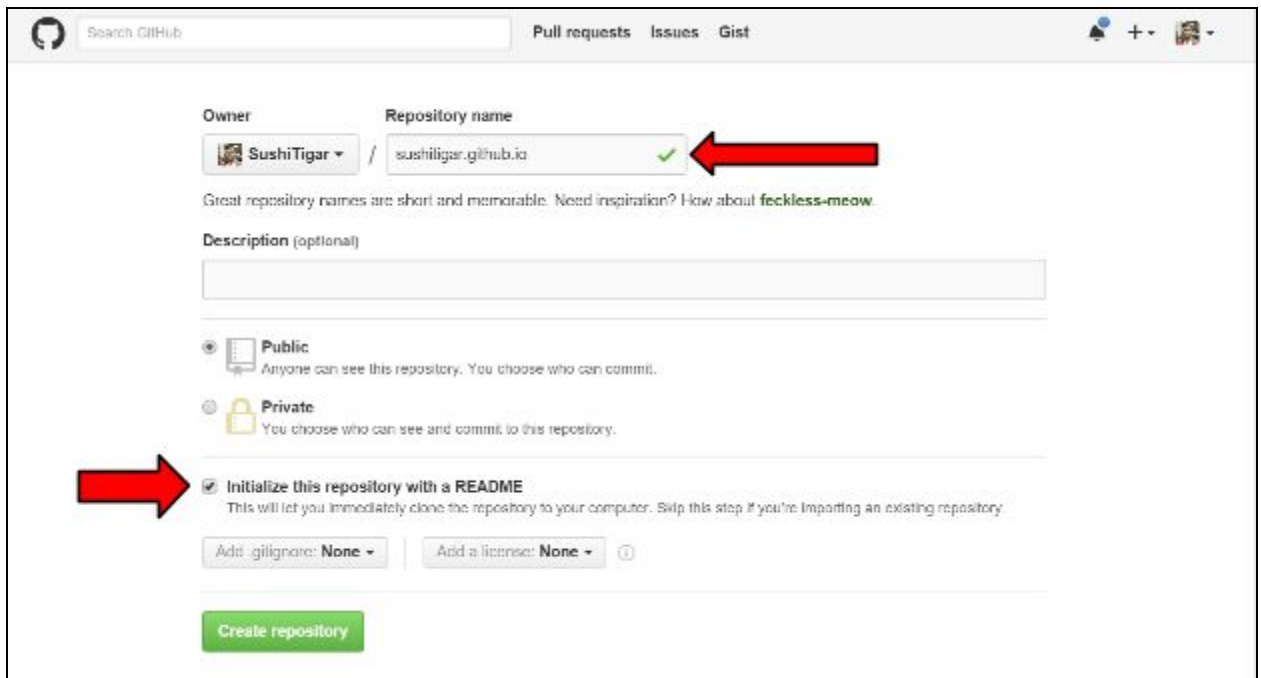 Search GitHub
Pull requests Issues Gist
Owner Repository name
SushiTigar / sushitigar.github.io
Great repository names are short and memorable. Need inspiration? How about feckless-meow.
Description (optional)
Public
Anyone can see this repository. You choose who can commit.
Private
You choose who can see and commit to this repository.
Initialize this repository with a README
This will let you immediately clone the repository to your computer. Skip this step if you're importing an existing repository.
Add .gitignore: None Add a license: None
Create repository